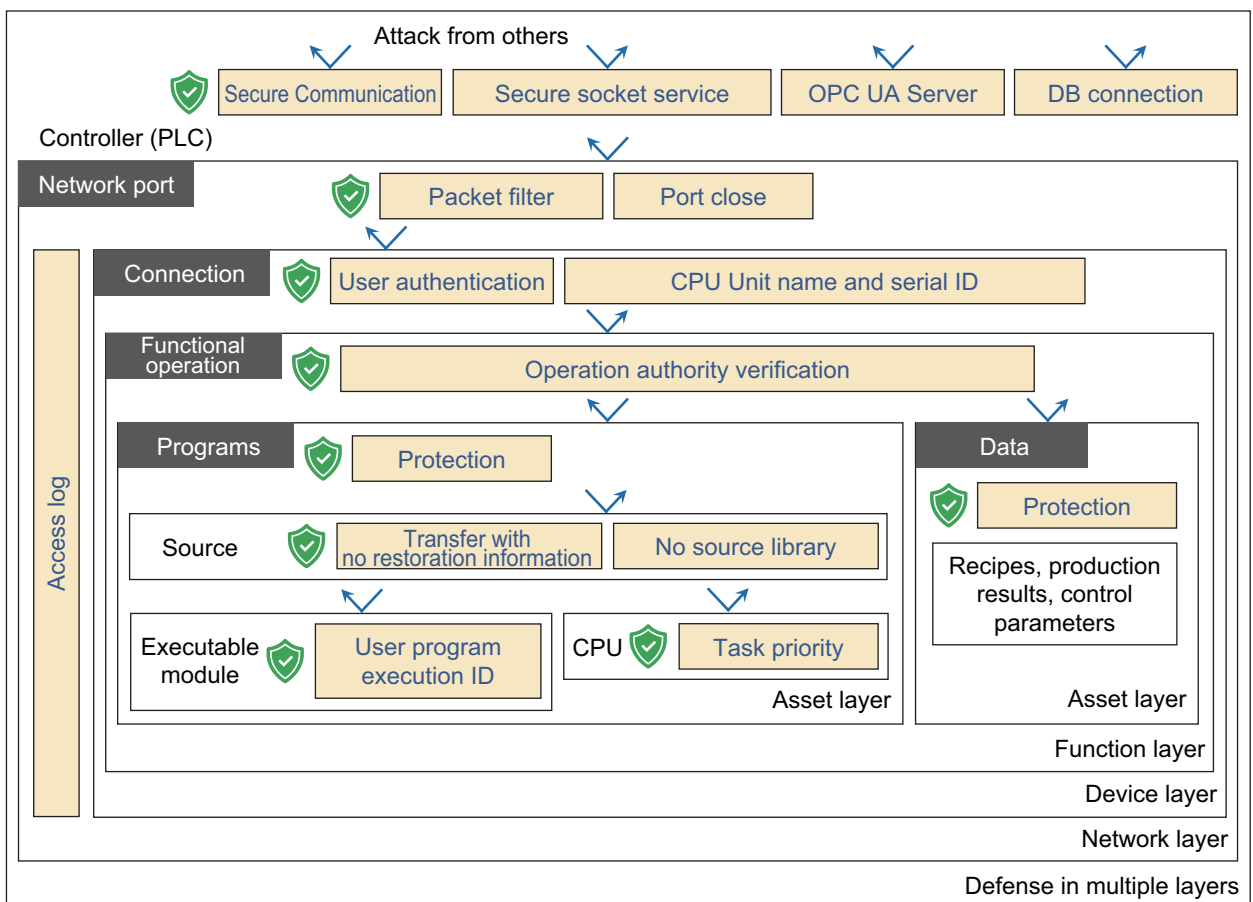 Attack from others
Secure Communication
Secure socket service
OPC UA Server
DB connection
Controller (PLC)
Network port
Packet filter
Port close
Access log
Connection
User authentication
CPU Unit name and serial ID
Functional
operation
Operation authority verification
Programs
Protection
Source
Transfer with
no restoration information
No source library
Executable
module
User program
execution ID
CPU
Task priority
Asset layer
Data
Protection
Recipes, production
results, control
parameters
Asset layer
Function layer
Device layer
Network layer
Defense in multiple layers